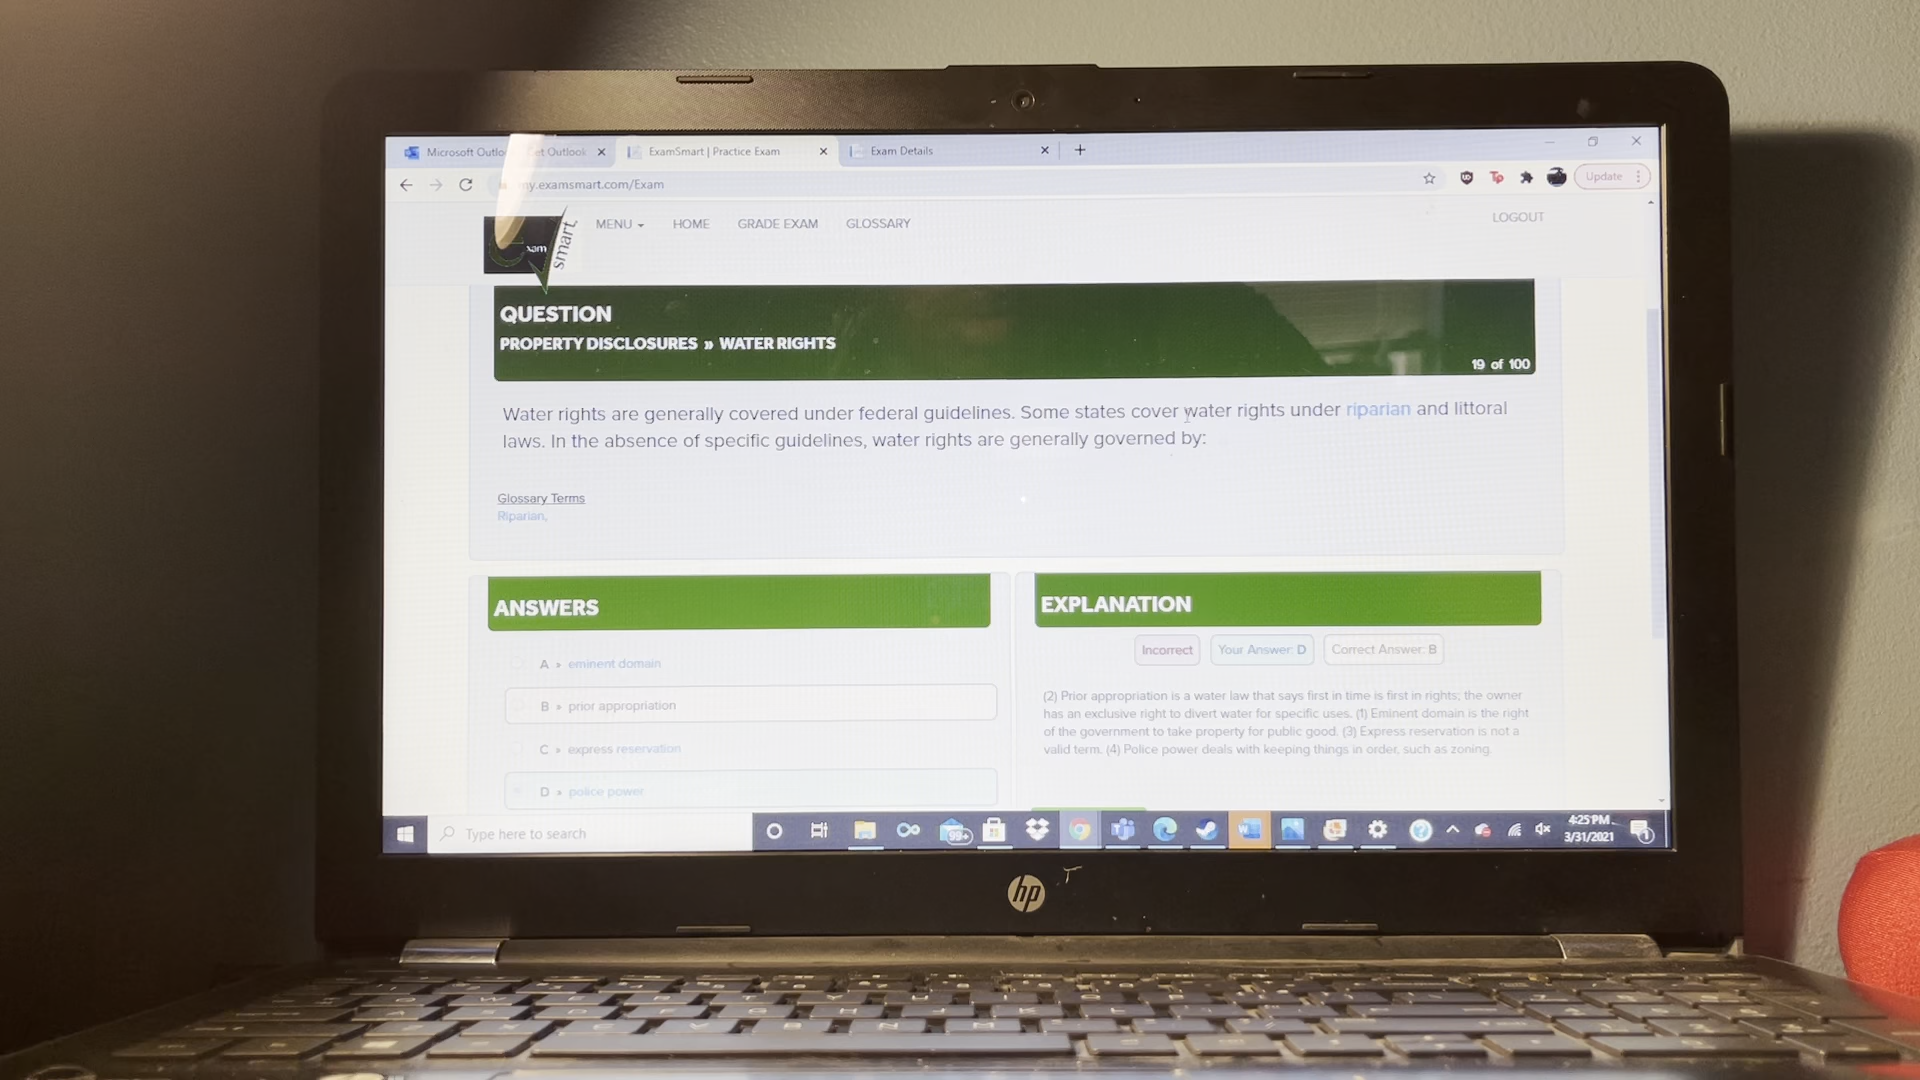 ExamSmart | Practice Exam
Exam Details
my.examsmart.com/Exam
Update
exam smart.
MENU
HOME
GRADE EXAM
GLOSSARY
LOGOUT
QUESTION
PROPERTY DISCLOSURES » WATER RIGHTS
19 of 100
Water rights are generally covered under federal guidelines. Some states cover water rights under riparian and littoral
laws. In the absence of specific guidelines, water rights are generally governed by:
Glossary Terms
Riparian,
ANSWERS
A » eminent domain
B » prior appropriation
C » express reservation
D » police power
EXPLANATION
Incorrect
Your Answer: D
Correct Answer: B
(2) Prior appropriation is a water law that says first in time is first in rights; the owner
has an exclusive right to divert water for specific uses. (1) Eminent domain is the right
of the government to take property for public good. (3) Express reservation is not a
valid term. (4) Police power deals with keeping things in order, such as zoning.
Type here to search
99+
4:25 PM
3/31/2021
hp